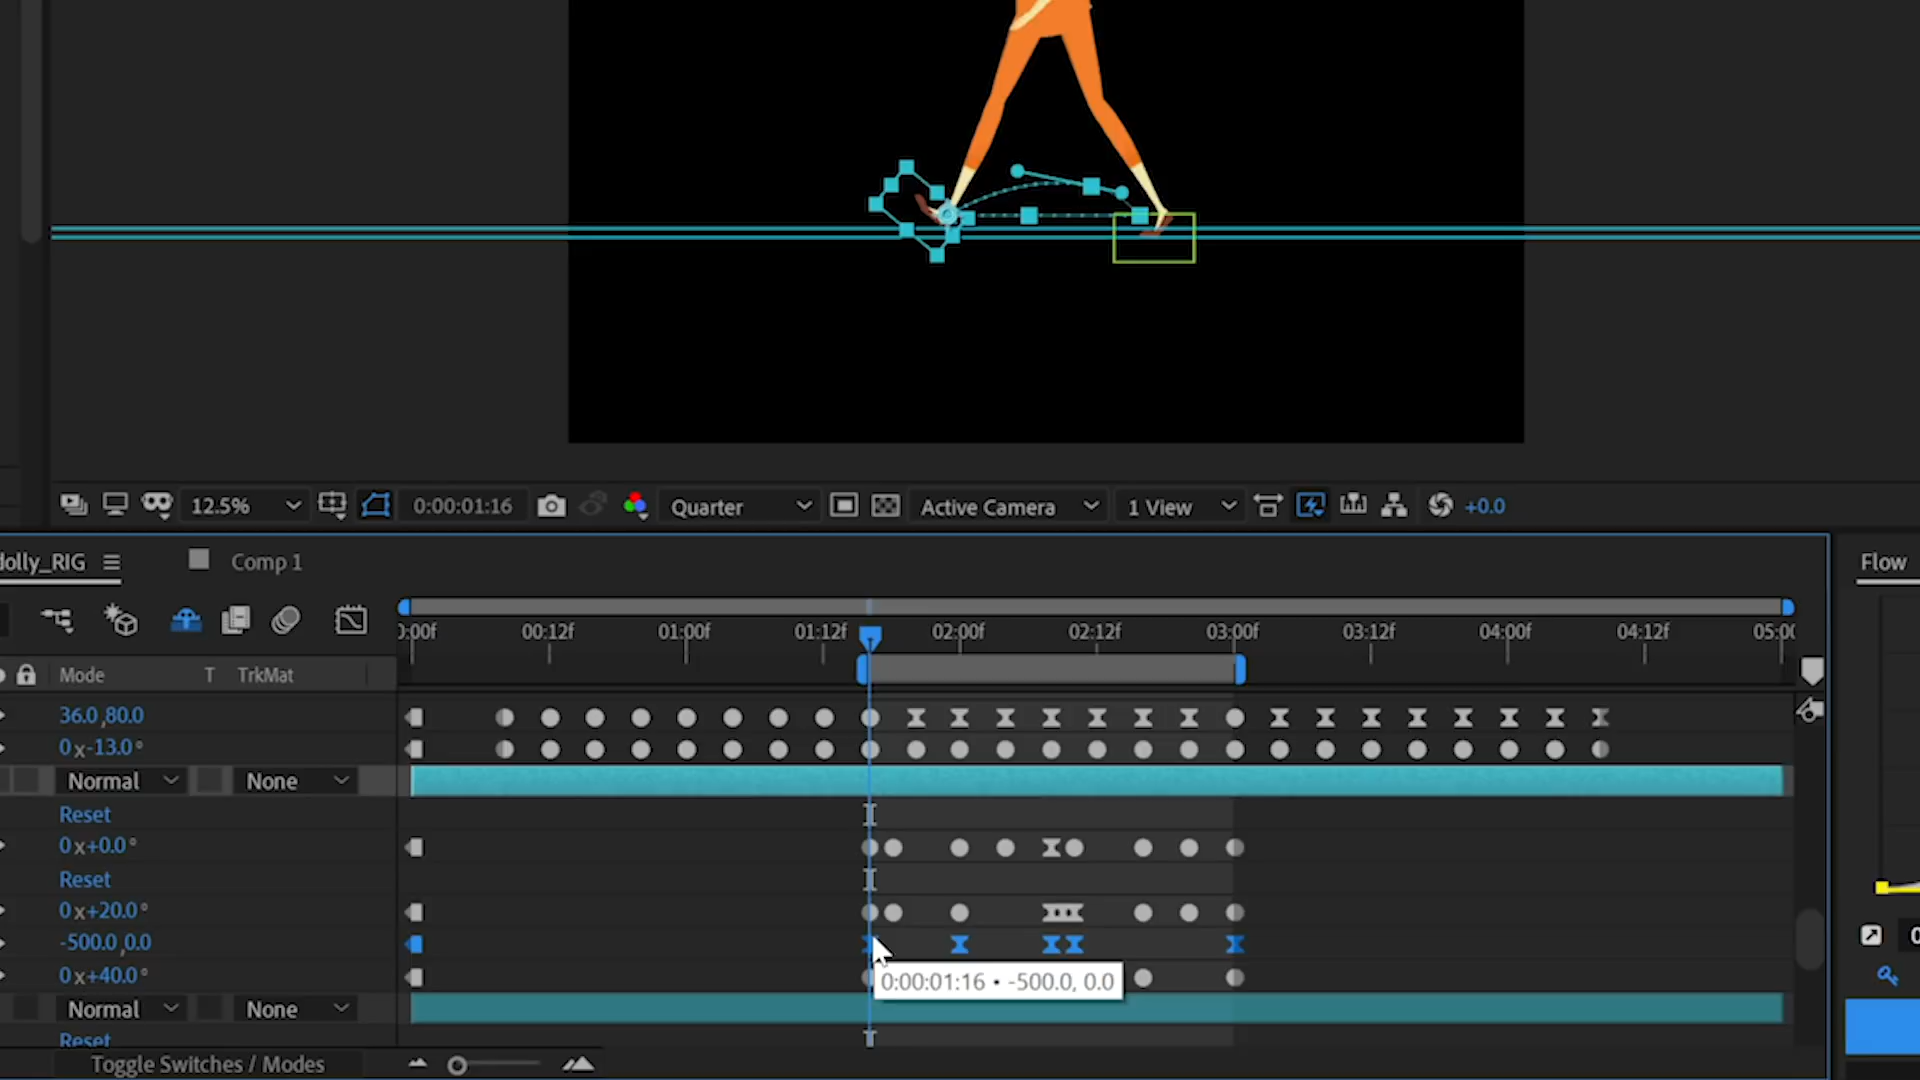 12.5% 0:00:01:16 Quarter Active Camera 1 View +0.0
dolly_RIG Comp 1 Flow
0:00f 00:12f 01:00f 01:12f 02:00f 02:12f 03:00f 03:12f 04:00f 04:12f 05:00
Mode T TrkMat
36.0,80.0
0x-13.0°
Normal None
Reset
0x+0.0°
Reset
0x+20.0°
-500.0,0.0
0x+40.0°
0:00:01:16 • -500.0, 0.0
Normal None
Reset
Toggle Switches / Modes